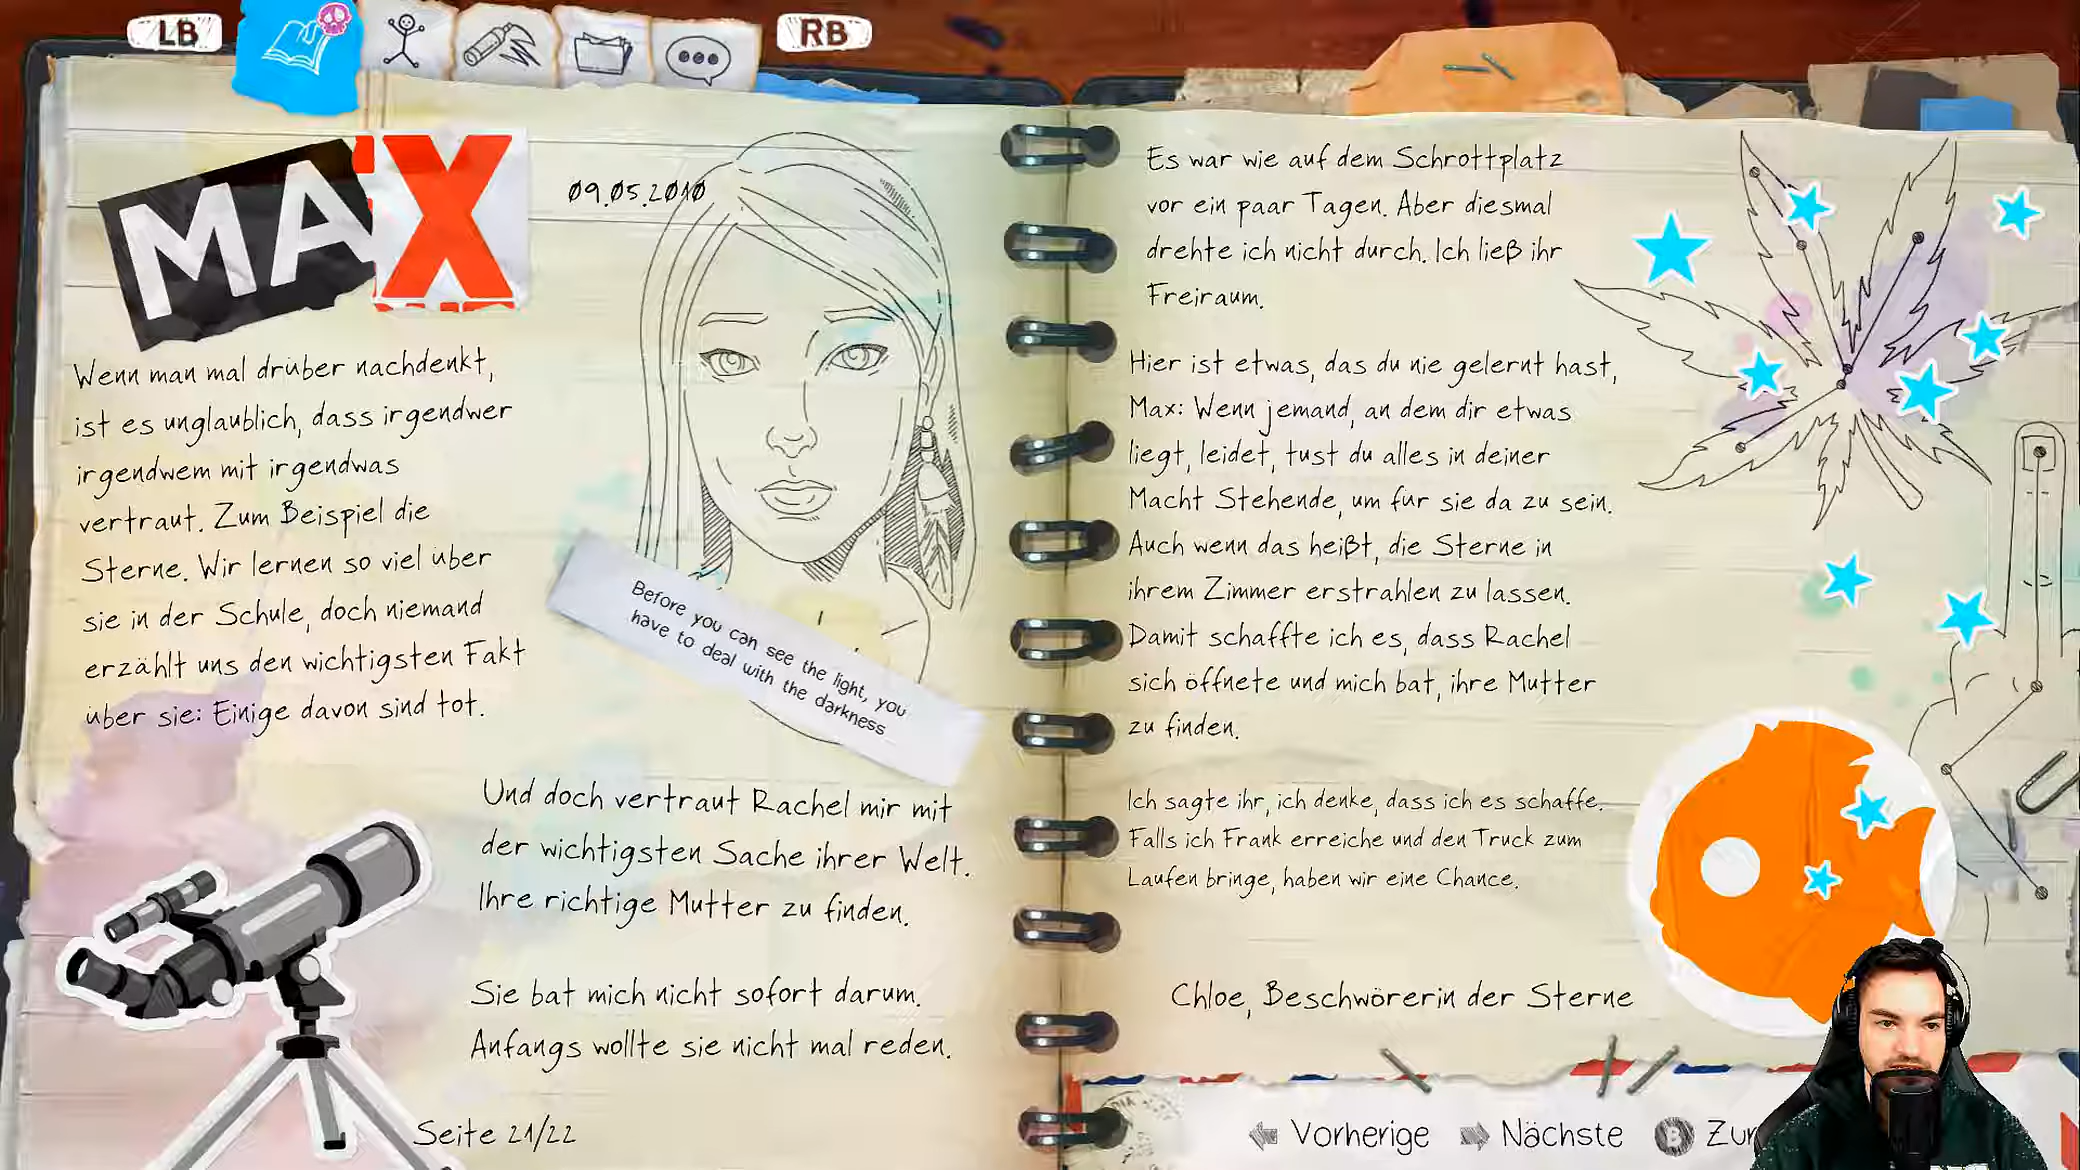 LB
RB
MAX
09.05.2010
Wenn man mal drüber nachdenkt,
ist es unglaublich, dass irgendwer
irgendwem mit irgendwas
vertraut. Zum Beispiel die
Sterne. Wir lernen so viel über
sie in der Schule, doch niemand
erzählt uns den wichtigsten Fakt
über sie: Einige davon sind tot.
Before you can see the light, you
have to deal with the darkness
Und doch vertraut Rachel mir mit
der wichtigsten Sache ihrer Welt.
Ihre richtige Mutter zu finden.
Sie bat mich nicht sofort darum.
Anfangs wollte sie nicht mal reden.
Seite 21/22
Es war wie auf dem Schrottplatz
vor ein paar Tagen. Aber diesmal
drehte ich nicht durch. Ich ließ ihr
Freiraum.
Hier ist etwas, das du nie gelernt hast,
Max: Wenn jemand, an dem dir etwas
liegt, leidet, tust du alles in deiner
Macht Stehende, um für sie da zu sein.
Auch wenn das heißt, die Sterne in
ihrem Zimmer erstrahlen zu lassen.
Damit schaffte ich es, dass Rachel
sich öffnete und mich bat, ihre Mutter
zu finden.
Ich sagte ihr, ich denke, dass ich es schaffe.
Falls ich Frank erreiche und den Truck zum
Laufen bringe, haben wir eine Chance.
Chloe, Beschwörerin der Sterne
Vorherige Nächste B